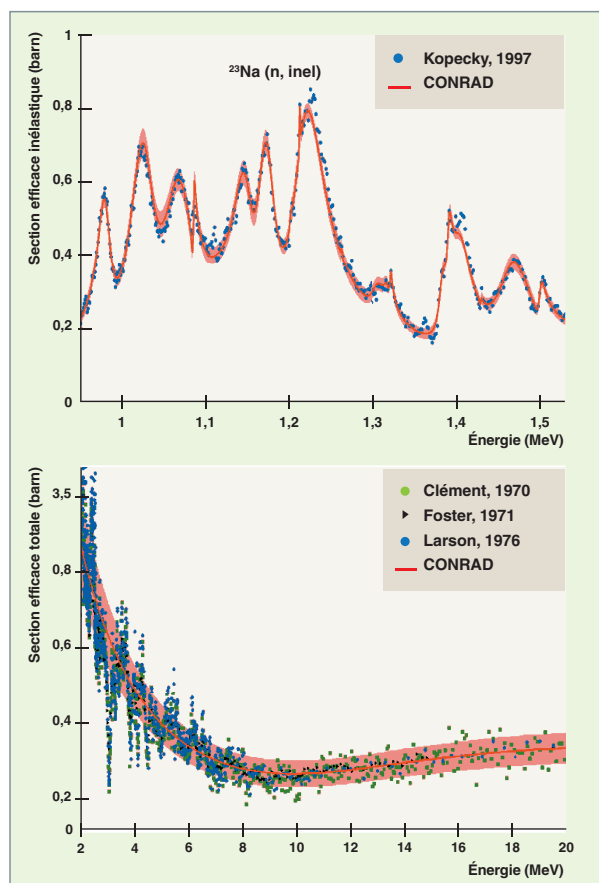 Section efficace inélastique (barn)
1
0,8
0,6
0,4
0,2
0
²³Na (n, inel)
Kopecky, 1997
CONRAD
1
1,1
1,2
1,3
1,4
1,5
Énergie (MeV)
Section efficace totale (barn)
3,5
0,8
0,6
0,4
0,2
0
Clément, 1970
Foster, 1971
Larson, 1976
CONRAD
2
4
6
8
10
12
14
16
18
20
Énergie (MeV)